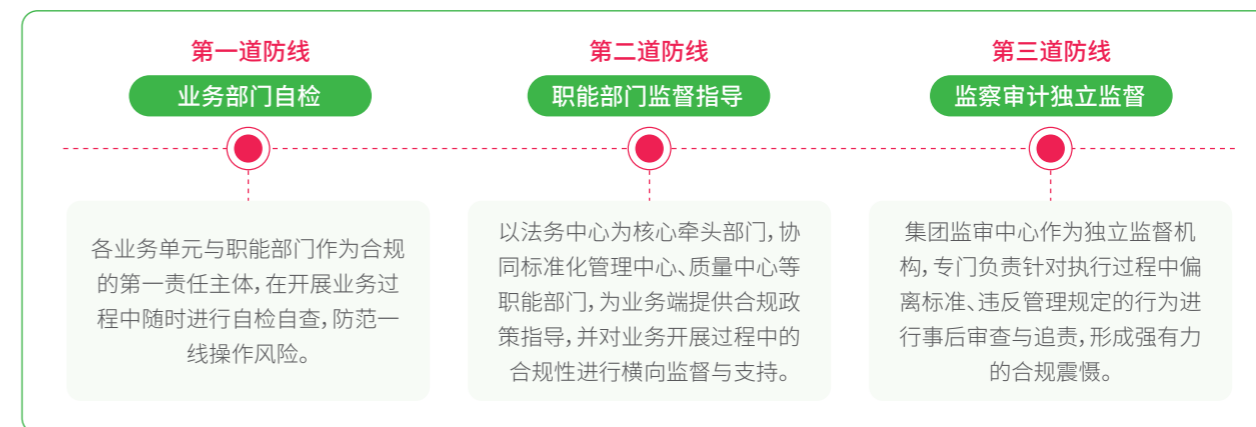 第一道防线
业务部门自检
各业务单元与职能部门作为合规
的第一责任主体，在开展业务过
程中随时进行自检自查，防范一
线操作风险。
第二道防线
职能部门监督指导
以法务中心为核心牵头部门，协
同标准化管理中心、质量中心等
职能部门，为业务端提供合规政
策指导，并对业务开展过程中的
合规性进行横向监督与支持。
第三道防线
监察审计独立监督
集团监审中心作为独立监督机
构，专门负责针对执行过程中偏
离标准、违反管理规定的行为进
行事后审查与追责，形成强有力
的合规震慑。